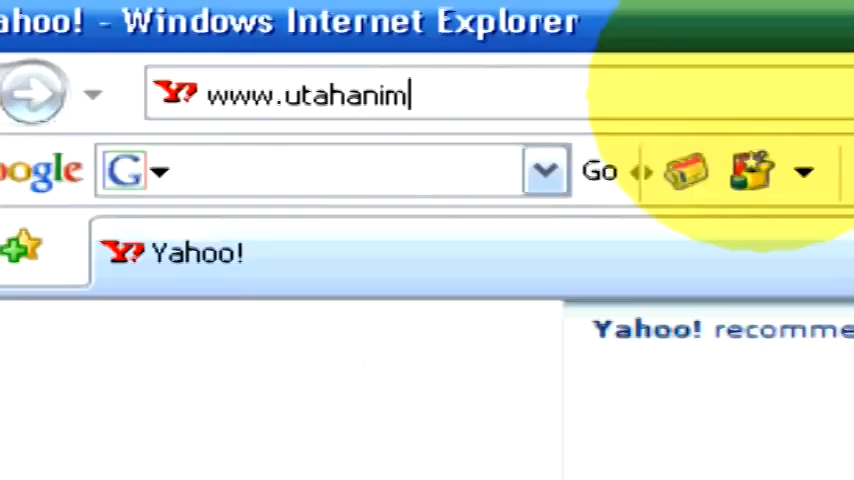 ahoo! - Windows Internet Explorer
Y! www.utahanim
oogle G Go
Y! Yahoo!
Yahoo! recomme